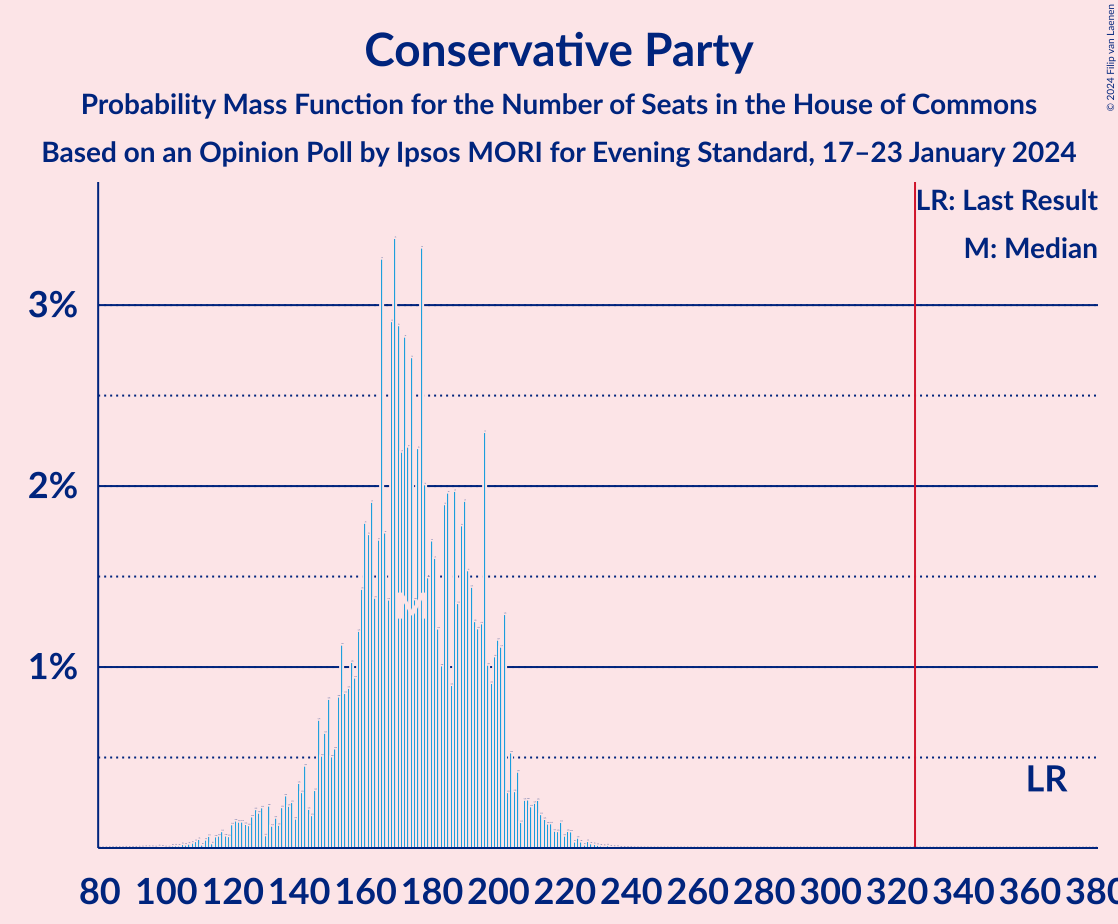 Conservative Party
Probability Mass Function for the Number of Seats in the House of Commons
Based on an Opinion Poll by Ipsos MORI for Evening Standard, 17–23 January 2024
© 2024 Filip van Laenen
LR: Last Result
M: Median
3%
2%
1%
M
LR
80 100 120 140 160 180 200 220 240 260 280 300 320 340 360 380